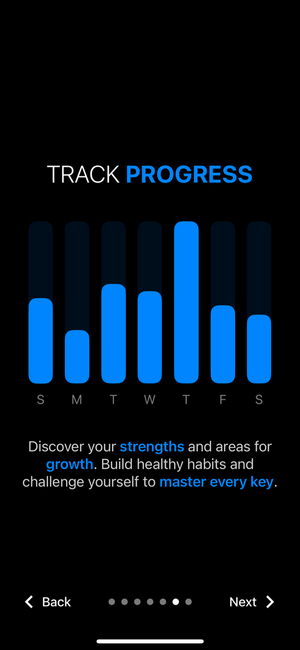 TRACK PROGRESS
S M T W T F S
Discover your strengths and areas for
growth. Build healthy habits and
challenge yourself to master every key.
Back Next